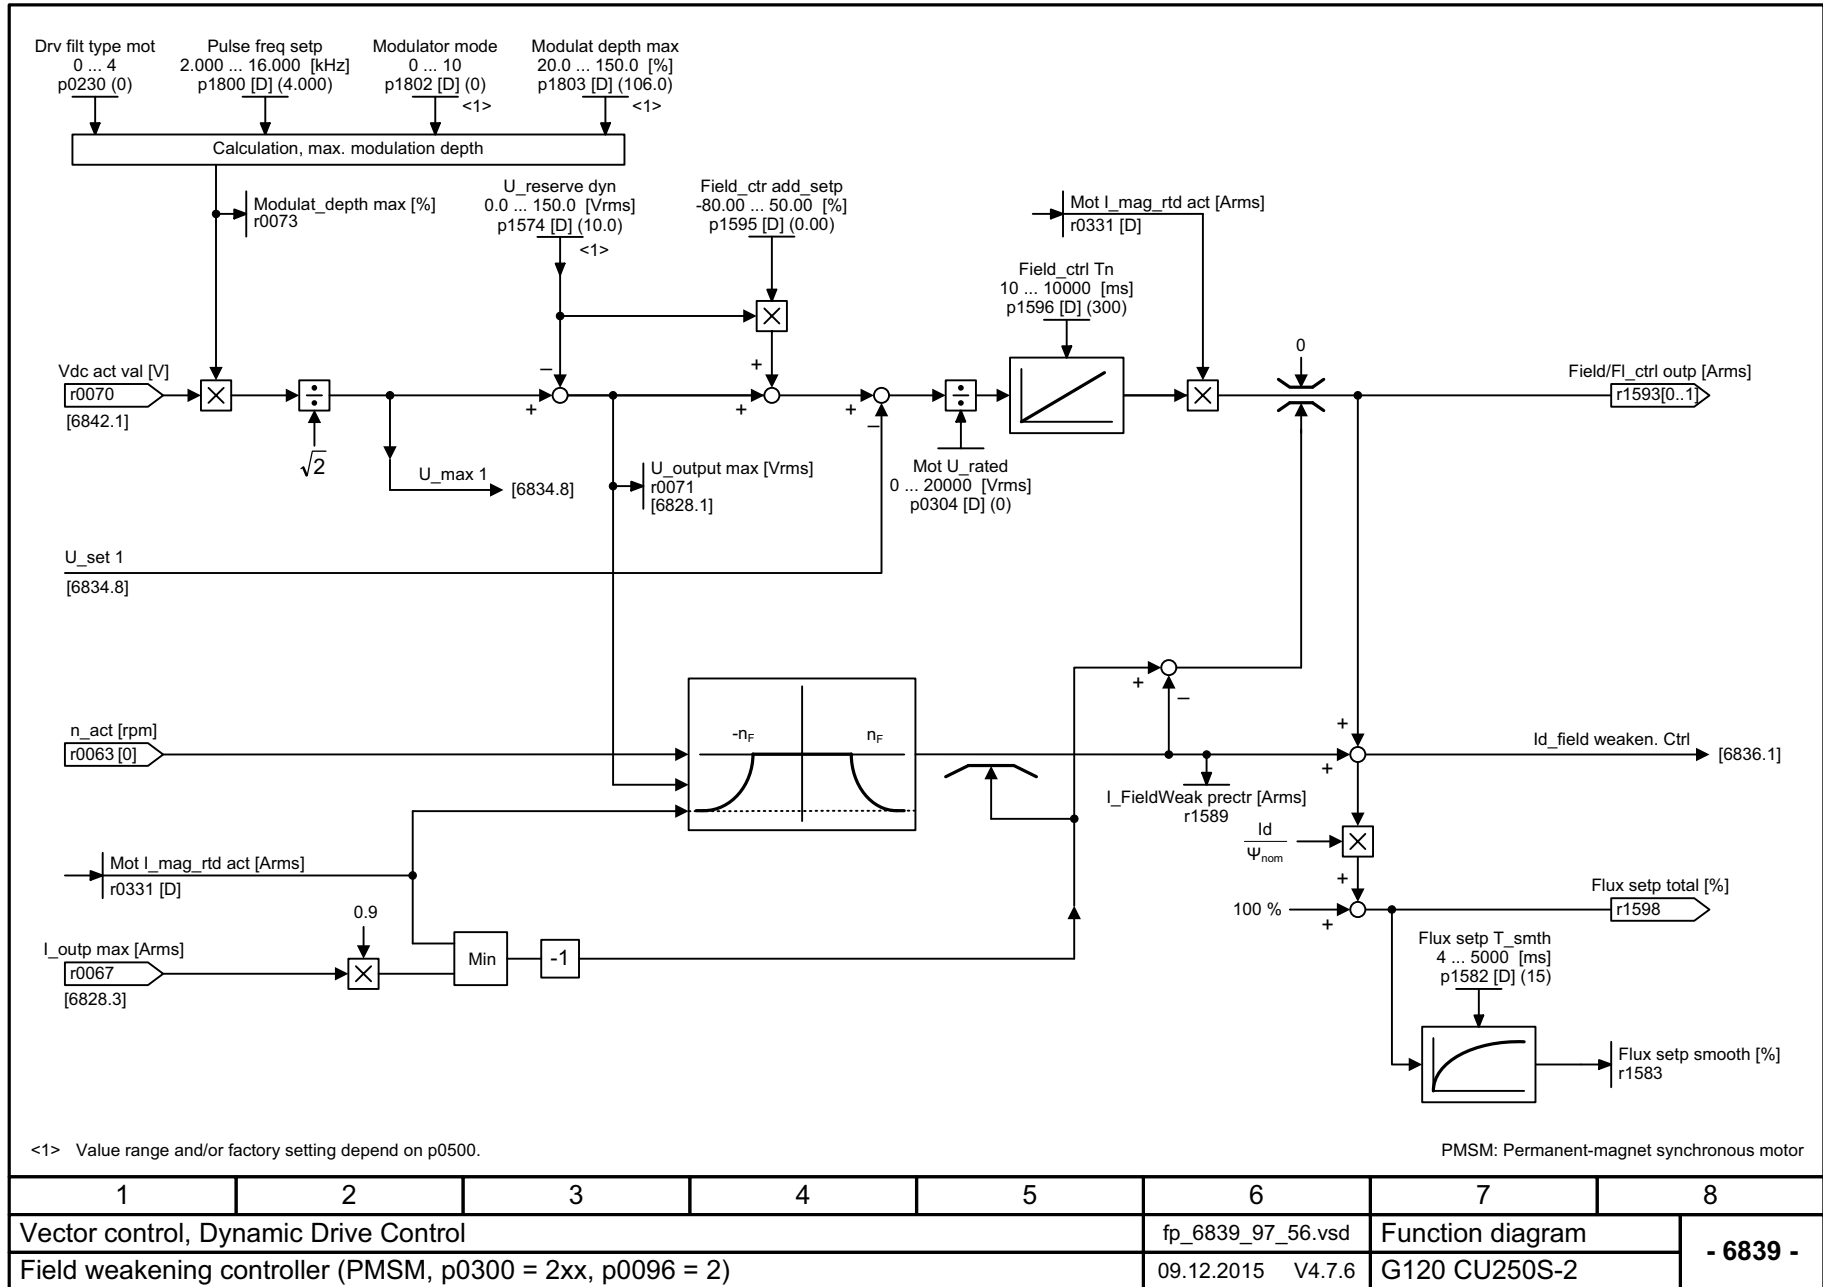 Drv filt type mot
0 ... 4
p0230 (0)
Pulse freq setp
2.000 ... 16.000 [kHz]
p1800 [D] (4.000)
Modulator mode
0 ... 10
p1802 [D] (0)
<1>
Modulat depth max
20.0 ... 150.0 [%]
p1803 [D] (106.0)
<1>
Calculation, max. modulation depth
Modulat_depth max [%]
r0073
U_reserve dyn
0.0 ... 150.0 [Vrms]
p1574 [D] (10.0)
<1>
Field_ctr add_setp
-80.00 ... 50.00 [%]
p1595 [D] (0.00)
Mot I_mag_rtd act [Arms]
r0331 [D]
Field_ctrl Tn
10 ... 10000 [ms]
p1596 [D] (300)
Vdc act val [V]
r0070
[6842.1]
×
÷
√2
U_max 1
[6834.8]
–
+
×
+
+
+
–
÷
Mot U_rated
0 ... 20000 [Vrms]
p0304 [D] (0)
×
0
Field/Fl_ctrl outp [Arms]
r1593[0..1]
U_output max [Vrms]
r0071
[6828.1]
U_set 1
[6834.8]
+
–
n_act [rpm]
r0063 [0]
-nF
nF
I_FieldWeak prectr [Arms]
r1589
+
+
Id_field weaken. Ctrl
[6836.1]
Id
Ψnom
×
Mot I_mag_rtd act [Arms]
r0331 [D]
+
100 %
+
Flux setp total [%]
r1598
0.9
I_outp max [Arms]
r0067
[6828.3]
×
Min
-1
Flux setp T_smth
4 ... 5000 [ms]
p1582 [D] (15)
Flux setp smooth [%]
r1583
<1> Value range and/or factory setting depend on p0500.
PMSM: Permanent-magnet synchronous motor
1 2 3 4 5 6 7 8
Vector control, Dynamic Drive Control
fp_6839_97_56.vsd
Function diagram
- 6839 -
Field weakening controller (PMSM, p0300 = 2xx, p0096 = 2)
09.12.2015 V4.7.6
G120 CU250S-2